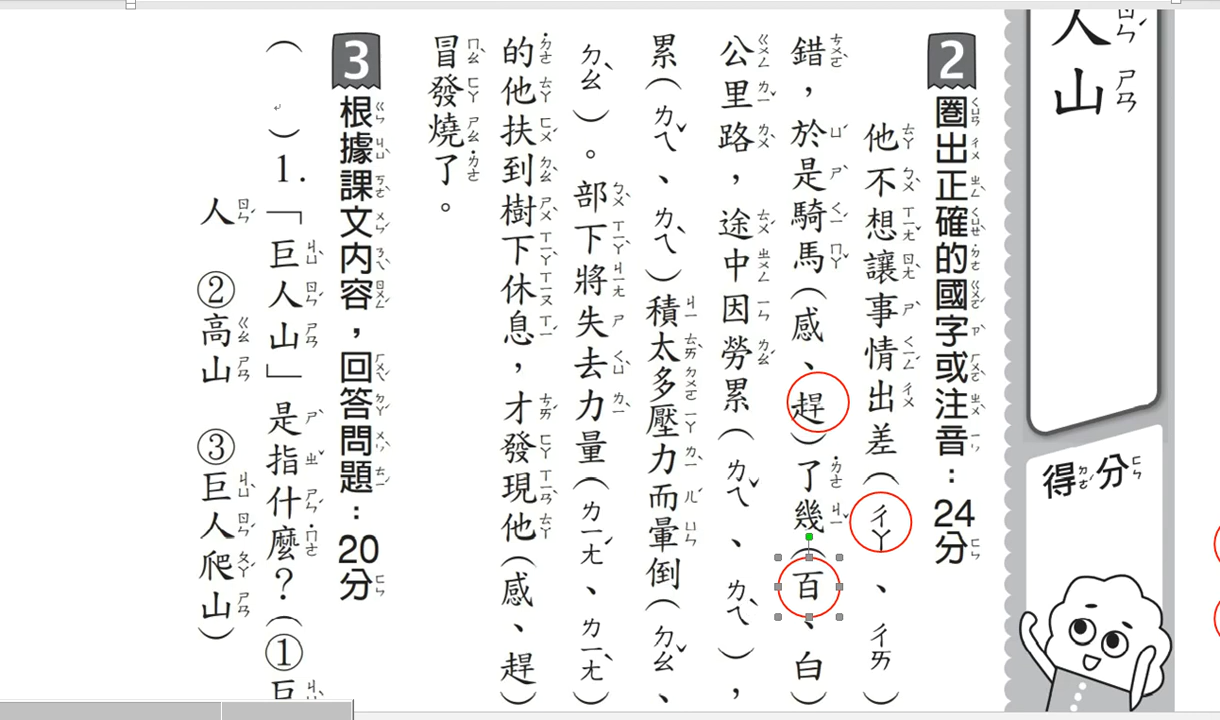 人山
得分
2 圈出正確的國字或注音：24分
他不想讓事情出差（ㄔㄚ、ㄔㄞ）
錯，於是騎馬（感、趕）了幾（百、白）
公里路，途中因勞累（ㄌㄟˇ、ㄌㄟˋ），
累（ㄌㄟˇ、ㄌㄟˋ）積太多壓力而暈倒（ㄉㄠˇ、
ㄉㄠˋ）。部下將失去力量（ㄌㄧㄤˊ、ㄌㄧㄤˋ）
的他扶到樹下休息，才發現他（感、趕）
冒發燒了。
3 根據課文内容，回答問題：20分
（ ）1.「巨人山」是指什麼？（①巨
人 ②高山 ③巨人爬山）